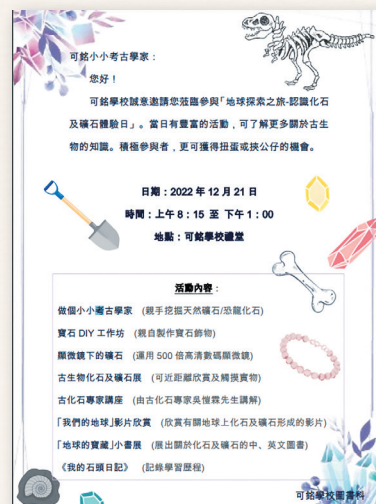 可銘小小考古學家：
您好！
可銘學校誠意邀請您蒞臨參與「地球探索之旅-認識化石
及礦石體驗日」。當日有豐富的活動，可了解更多關於古生
物的知識。積極參與者，更可獲得扭蛋或挾公仔的機會。
日期：2022 年 12 月 21 日
時間：上午 8：15 至 下午 1：00
地點：可銘學校禮堂
活動內容：
做個小小考古學家 （親手挖掘天然礦石/恐龍化石）
寶石 DIY 工作坊 （親自製作寶石飾物）
顯微鏡下的礦石 （運用 500 倍高清數碼顯微鏡）
古生物化石及礦石展 （可近距離欣賞及觸摸實物）
古化石專家講座 （由古化石專家吳愷霖先生講解）
「我們的地球」影片欣賞 （欣賞有關地球上化石及礦石形成的影片）
「地球的寶藏」小書展 （展出關於化石及礦石的中、英文圖書）
《我的石頭日記》 （記錄學習歷程）
可銘學校圖書科